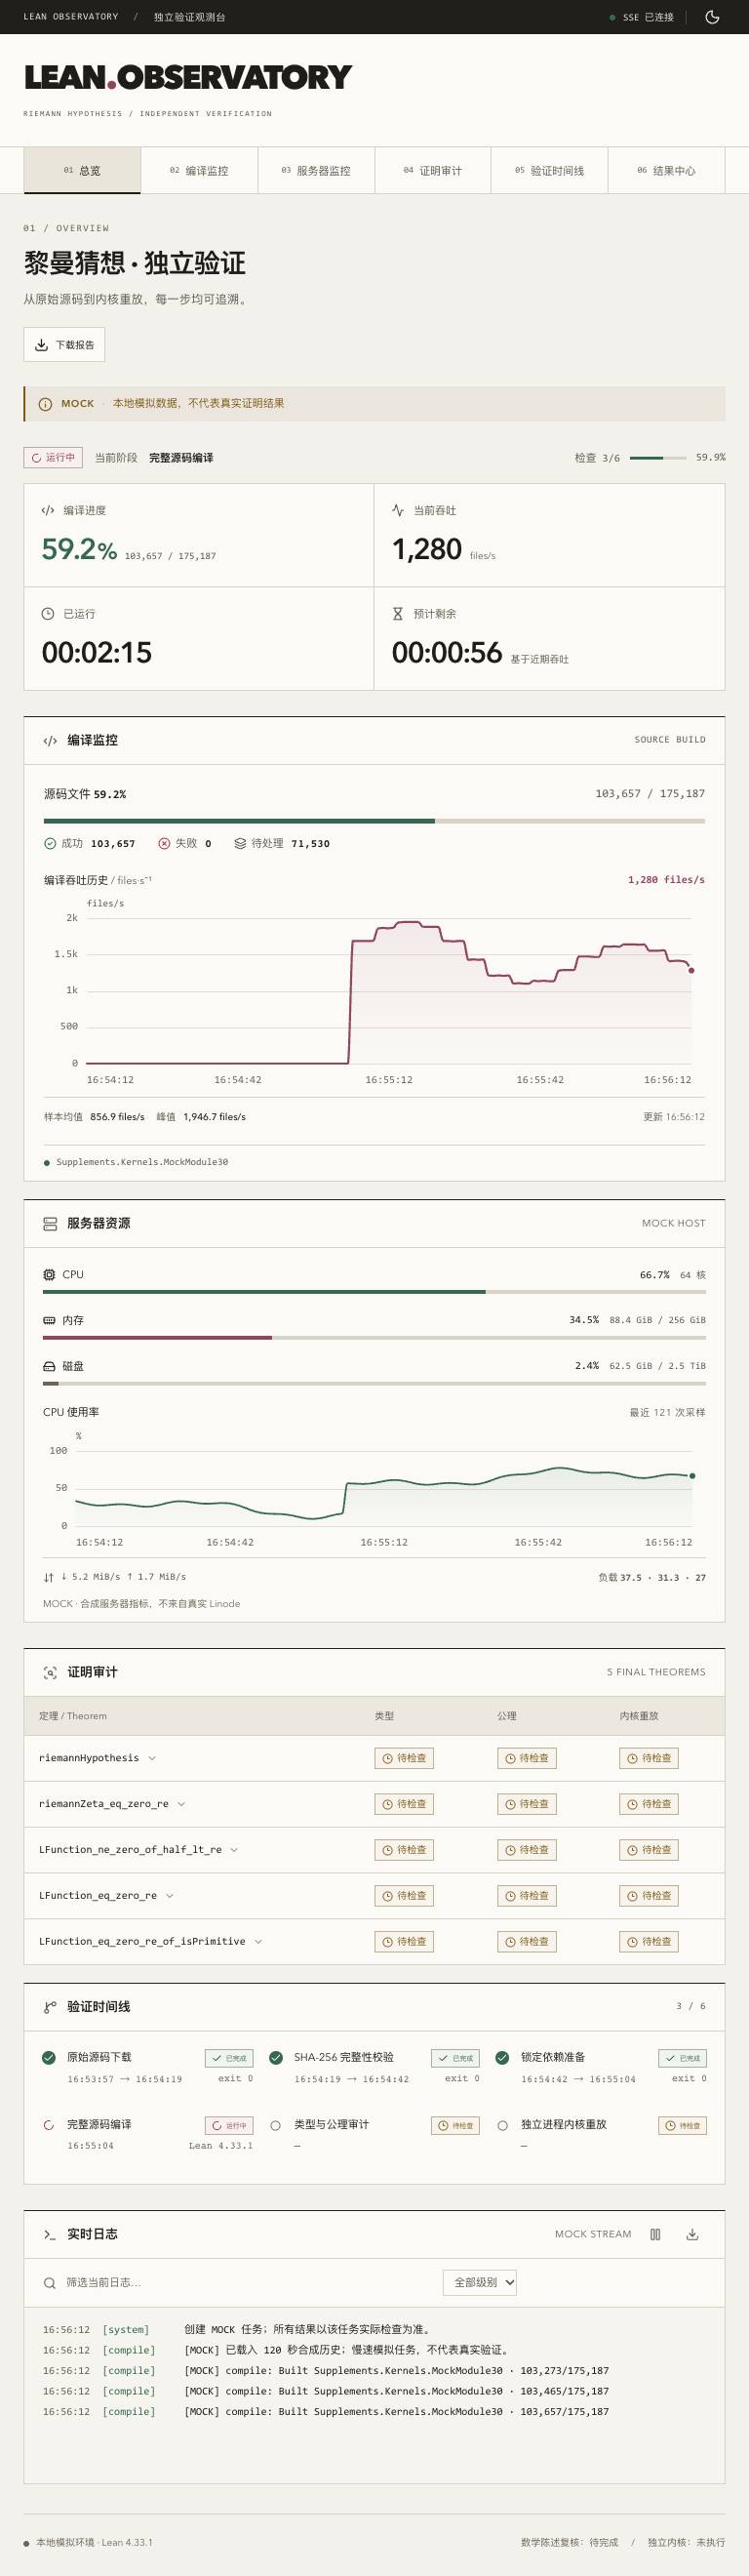 LEAN OBSERVATORY / 独立验证观测台 SSE 已连接
LEAN.OBSERVATORY
RIEMANN HYPOTHESIS / INDEPENDENT VERIFICATION
01 总览 02 编译监控 03 服务器监控 04 证明审计 05 验证时间线 06 结果中心
01 / OVERVIEW
黎曼猜想 · 独立验证
从原始源码到内核重放，每一步均可追溯。
下载报告
MOCK · 本地模拟数据，不代表真实证明结果
运行中 当前阶段 完整源码编译 检查 3/6 59.9%
编译进度
59.2% 103,657 / 175,187
当前吞吐
1,280 files/s
已运行
00:02:15
预计剩余
00:00:56 基于近期吞吐
编译监控 SOURCE BUILD
源码文件 59.2% 103,657 / 175,187
成功 103,657 失败 0 待处理 71,530
编译吞吐历史 / files·s⁻¹ 1,280 files/s
files/s
2k
1.5k
1k
500
0
16:54:12 16:54:42 16:55:12 16:55:42 16:56:12
样本均值 856.9 files/s 峰值 1,946.7 files/s 更新 16:56:12
Supplements.Kernels.MockModule30
服务器资源 MOCK HOST
CPU 66.7% 64 核
内存 34.5% 88.4 GiB / 256 GiB
磁盘 2.4% 62.5 GiB / 2.5 TiB
CPU 使用率 最近 121 次采样
%
100
50
0
16:54:12 16:54:42 16:55:12 16:55:42 16:56:12
↓ 5.2 MiB/s ↑ 1.7 MiB/s 负载 37.5 · 31.3 · 27
MOCK · 合成服务器指标，不来自真实 Linode
证明审计 5 FINAL THEOREMS
定理 / Theorem 类型 公理 内核重放
riemannHypothesis 待检查 待检查 待检查
riemannZeta_eq_zero_re 待检查 待检查 待检查
LFunction_ne_zero_of_half_lt_re 待检查 待检查 待检查
LFunction_eq_zero_re 待检查 待检查 待检查
LFunction_eq_zero_re_of_isPrimitive 待检查 待检查 待检查
验证时间线 3 / 6
原始源码下载 已完成
16:53:57 → 16:54:19 exit 0
SHA-256 完整性校验 已完成
16:54:19 → 16:54:42 exit 0
锁定依赖准备 已完成
16:54:42 → 16:55:04 exit 0
完整源码编译 运行中
16:55:04 Lean 4.33.1
类型与公理审计 待检查
—
独立进程内核重放 待检查
—
实时日志 MOCK STREAM
筛选当前日志... 全部级别
16:56:12 [system] 创建 MOCK 任务；所有结果以该任务实际检查为准。
16:56:12 [compile] [MOCK] 已载入 120 秒合成历史；慢速模拟任务，不代表真实验证。
16:56:12 [compile] [MOCK] compile: Built Supplements.Kernels.MockModule30 · 103,273/175,187
16:56:12 [compile] [MOCK] compile: Built Supplements.Kernels.MockModule30 · 103,465/175,187
16:56:12 [compile] [MOCK] compile: Built Supplements.Kernels.MockModule30 · 103,657/175,187
本地模拟环境 · Lean 4.33.1 数学陈述复核：待完成 / 独立内核：未执行